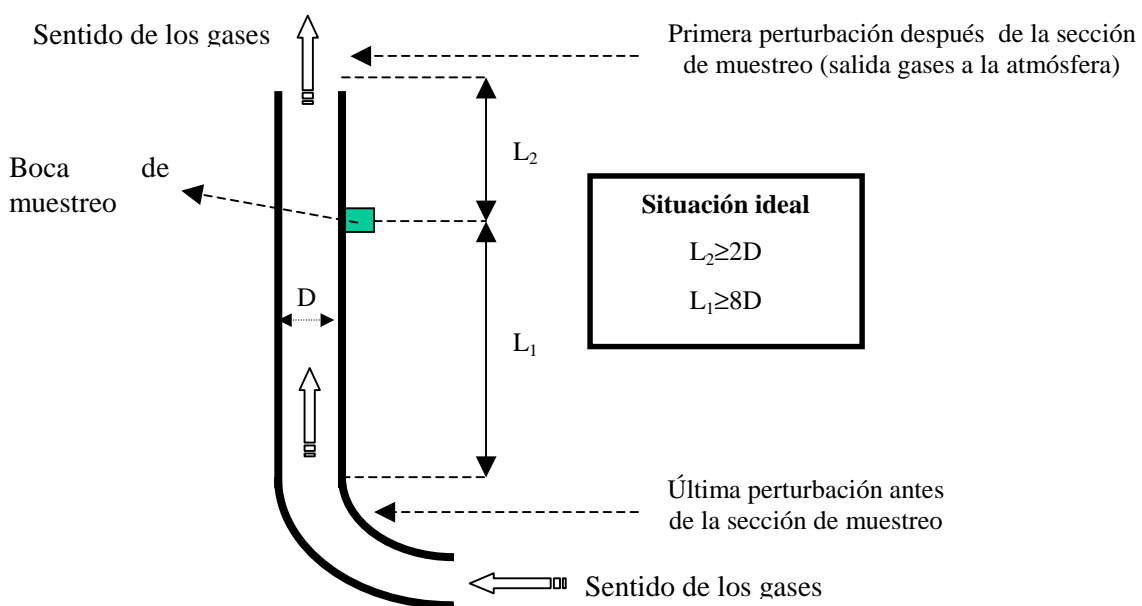 Sentido de los gases
Primera perturbación después de la sección
de muestreo (salida gases a la atmósfera)
L₂
Boca de
muestreo
Situación ideal
L₂≥2D
L₁≥8D
D
L₁
Última perturbación antes
de la sección de muestreo
Sentido de los gases